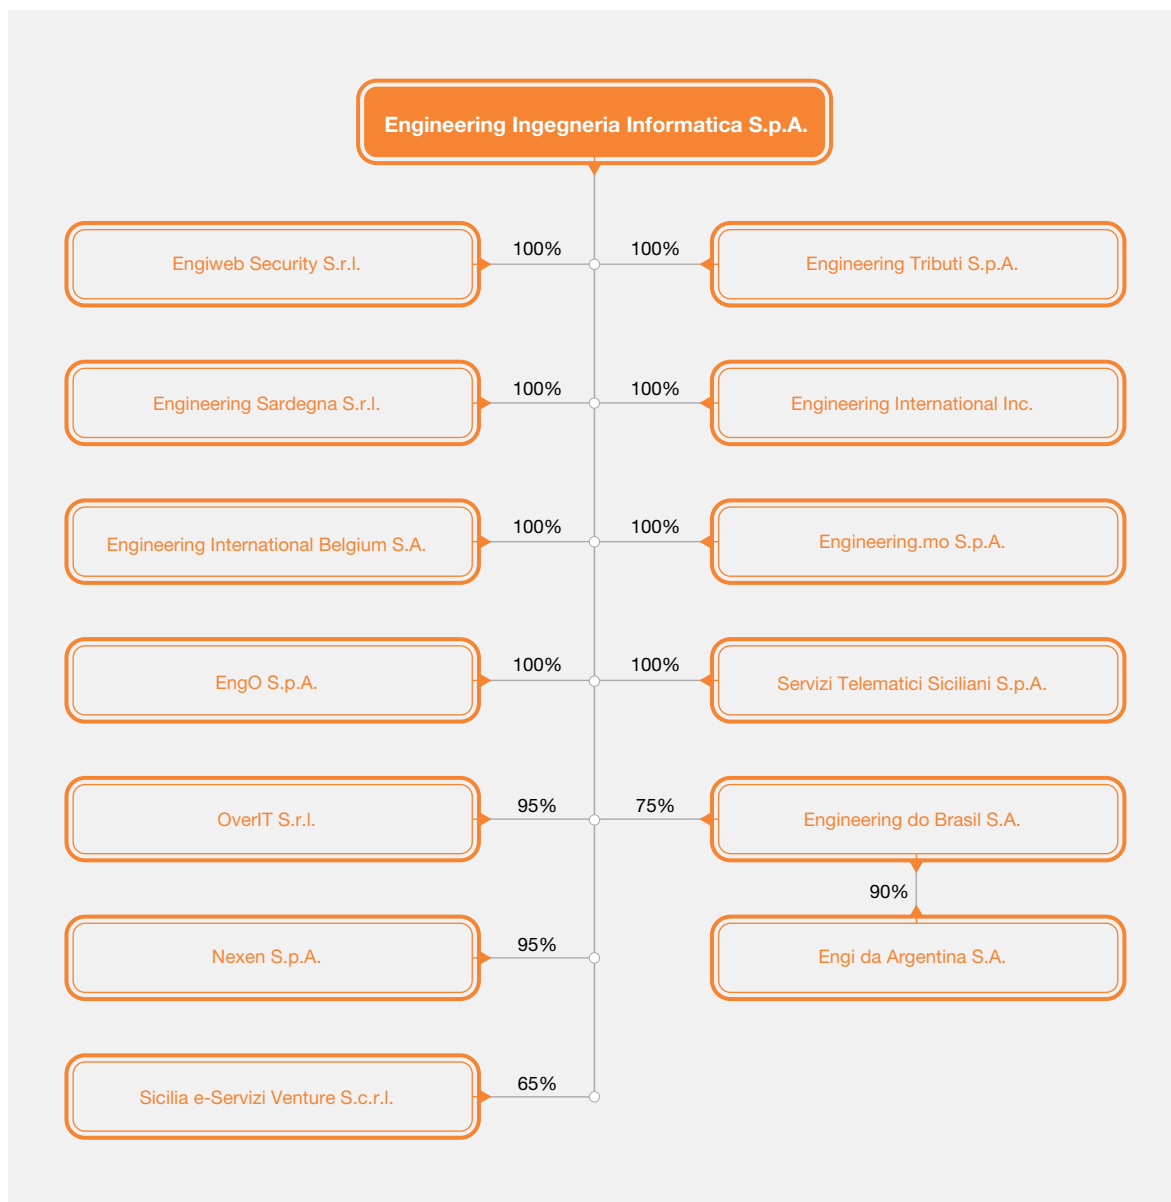 Engineering Ingegneria Informatica S.p.A.
Engiweb Security S.r.l.
100%
100%
Engineering Tributi S.p.A.
Engineering Sardegna S.r.l.
100%
100%
Engineering International Inc.
Engineering International Belgium S.A.
100%
100%
Engineering.mo S.p.A.
EngO S.p.A.
100%
100%
Servizi Telematici Siciliani S.p.A.
OverIT S.r.l.
95%
75%
Engineering do Brasil S.A.
90%
Nexen S.p.A.
95%
Engi da Argentina S.A.
Sicilia e-Servizi Venture S.c.r.l.
65%